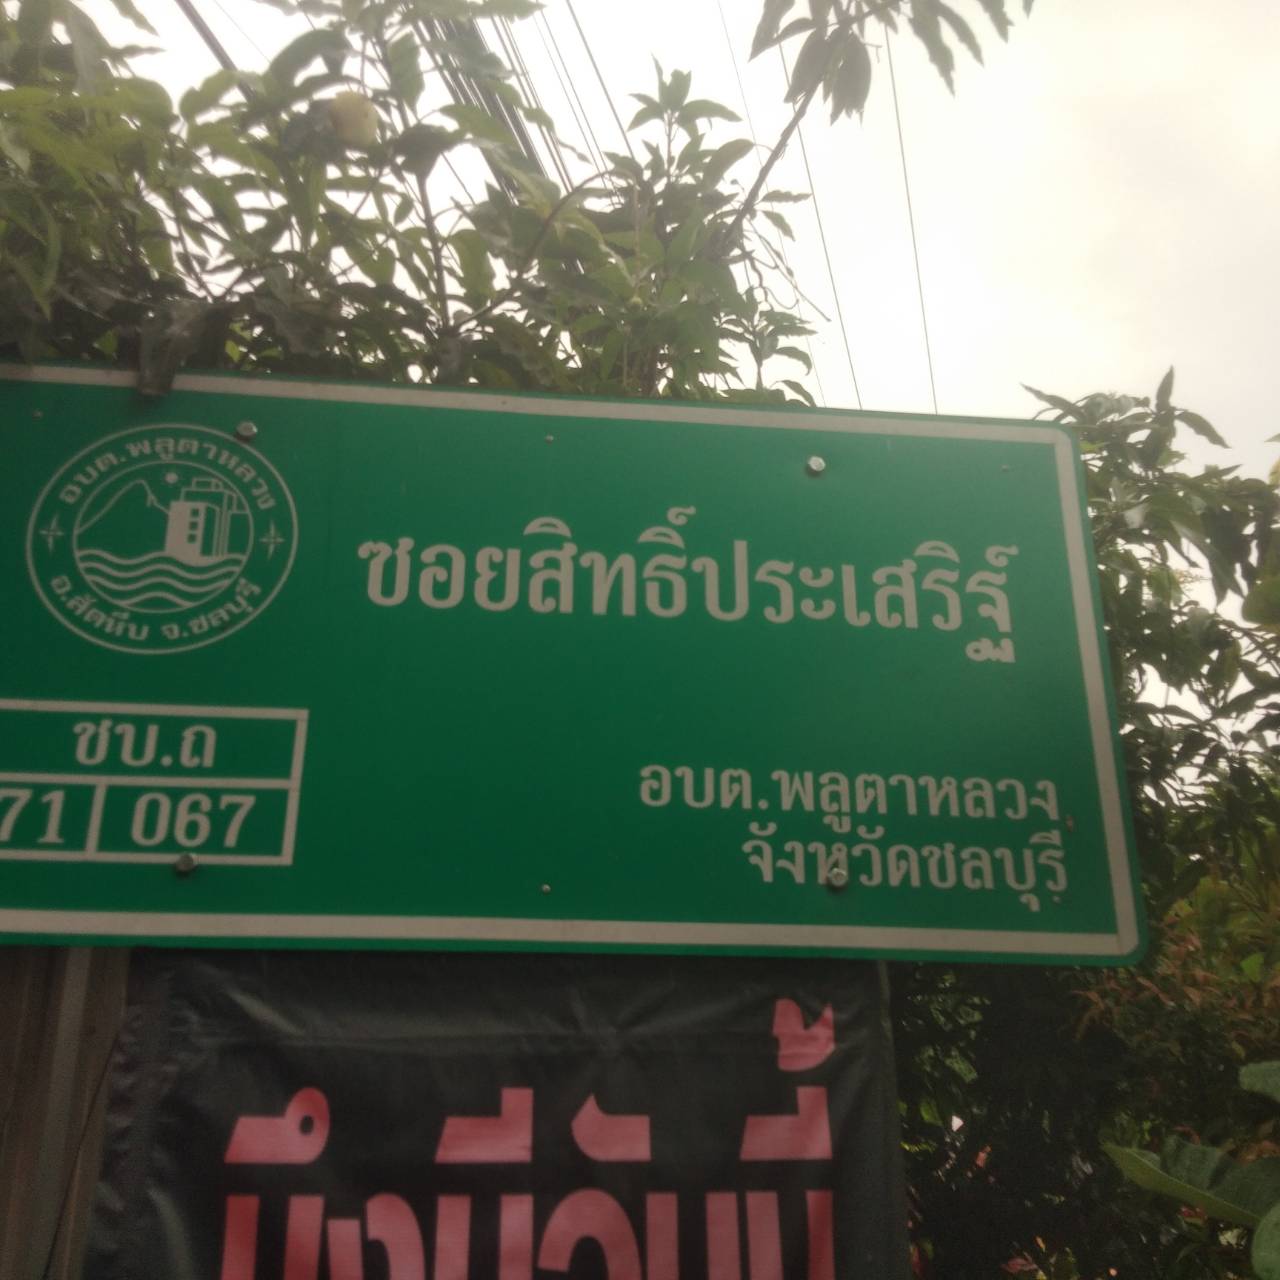 อบต.พลูตาหลวง
อ.สัตหีบ จ.ชลบุรี
ซอยสิทธิ์ประเสริฐ์
ชบ.ถ
71 067
อบต.พลูตาหลวง
จังหวัดชลบุรี